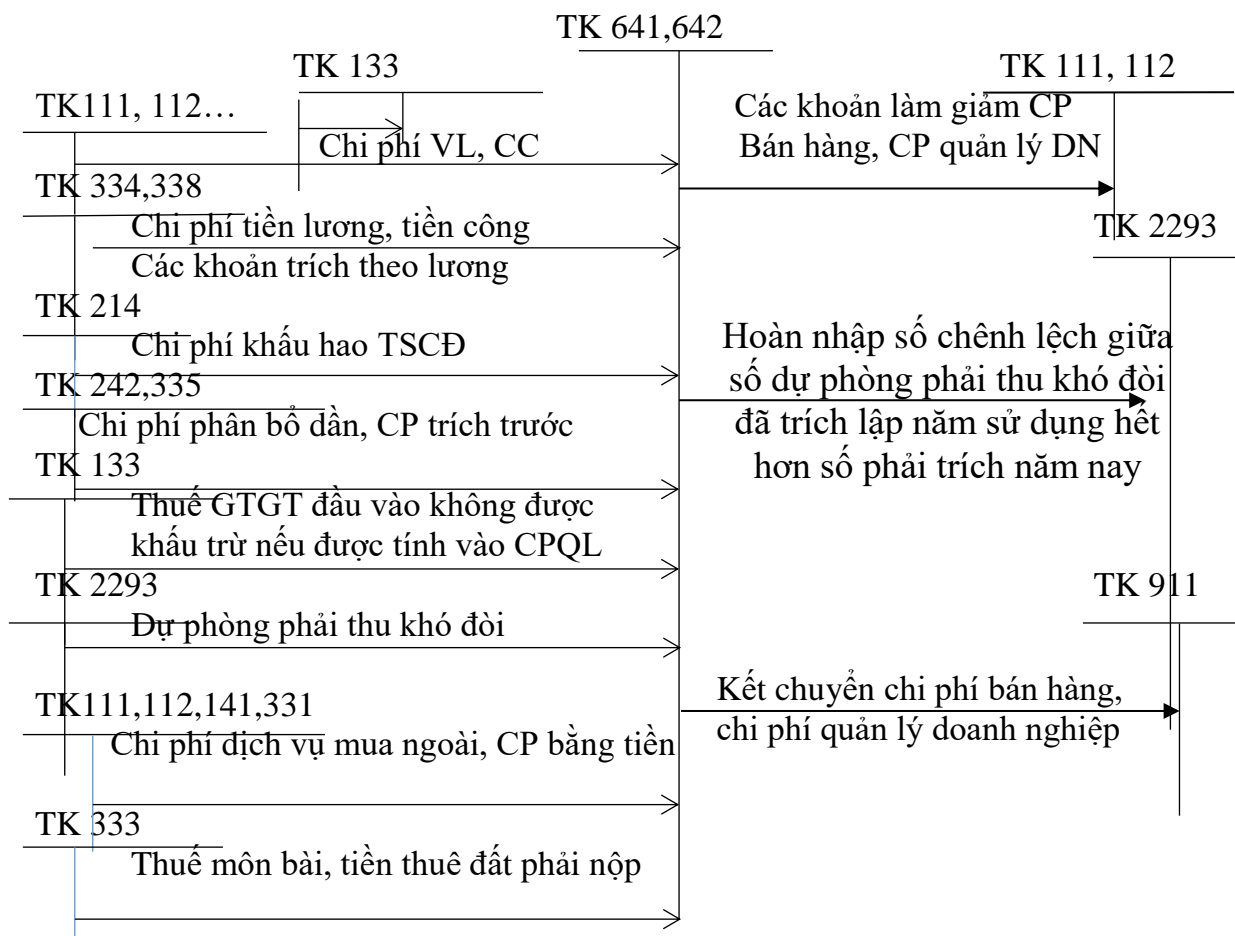 TK 641,642
TK 133
TK 111, 112
TK111, 112…
Các khoản làm giảm CP
Bán hàng, CP quản lý DN
Chi phí VL, CC
TK 334,338
Chi phí tiền lương, tiền công
Các khoản trích theo lương
TK 2293
TK 214
Chi phí khấu hao TSCĐ
Hoàn nhập số chênh lệch giữa
số dự phòng phải thu khó đòi
đã trích lập năm sử dụng hết
hơn số phải trích năm nay
TK 242,335
Chi phí phân bổ dần, CP trích trước
TK 133
Thuế GTGT đầu vào không được
khấu trừ nếu được tính vào CPQL
TK 2293
Dự phòng phải thu khó đòi
TK 911
Kết chuyển chi phí bán hàng,
chi phí quản lý doanh nghiệp
TK111,112,141,331
Chi phí dịch vụ mua ngoài, CP bằng tiền
TK 333
Thuế môn bài, tiền thuê đất phải nộp